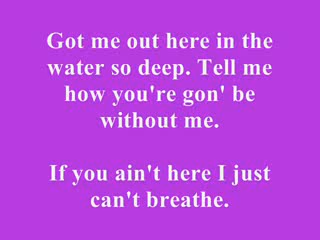 Got me out here in the
water so deep. Tell me
how you're gon' be
without me.
If you ain't here I just
can't breathe.